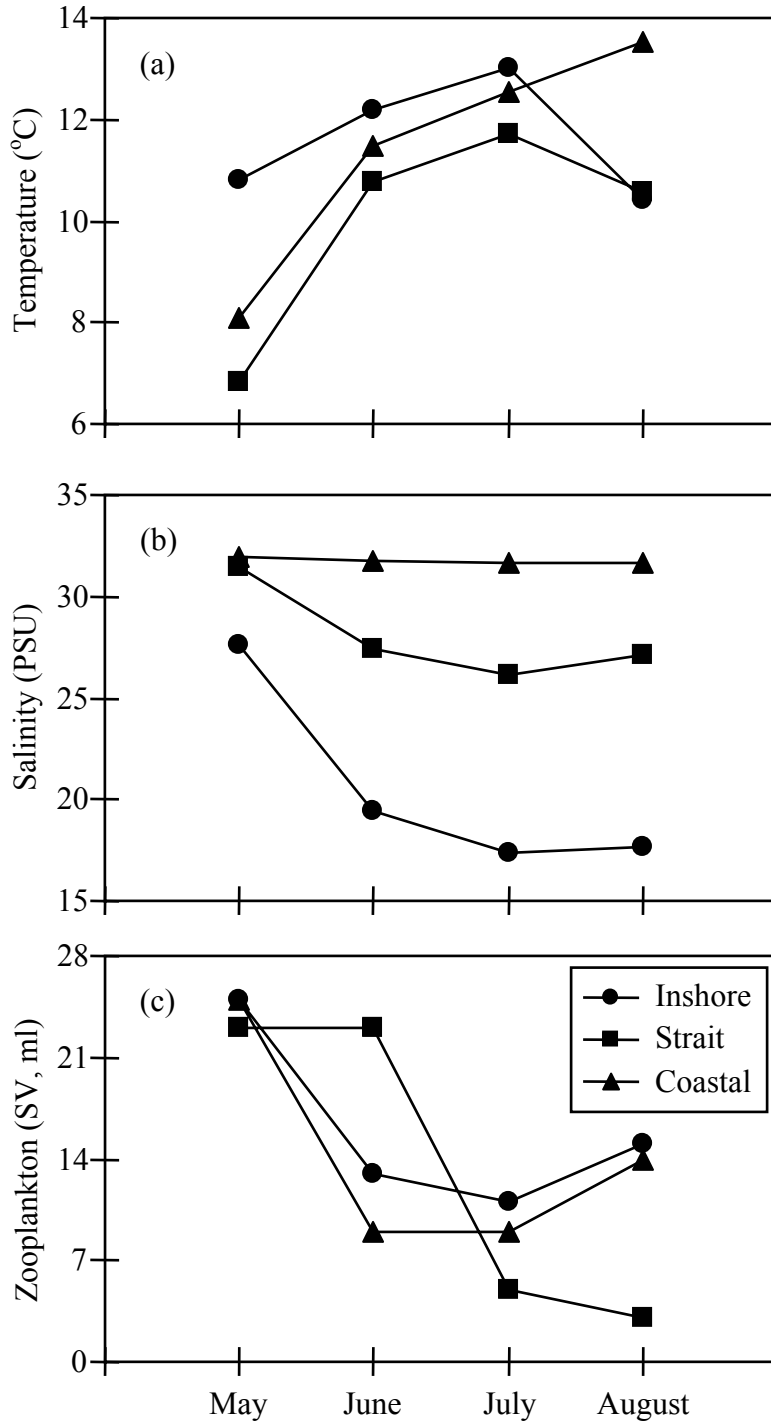 14
(a)
12
10
8
6
Temperature (°C)
35
(b)
30
25
20
15
Salinity (PSU)
28
(c)
21
14
7
0
Zooplankton (SV, ml)
Inshore
Strait
Coastal
May June July August